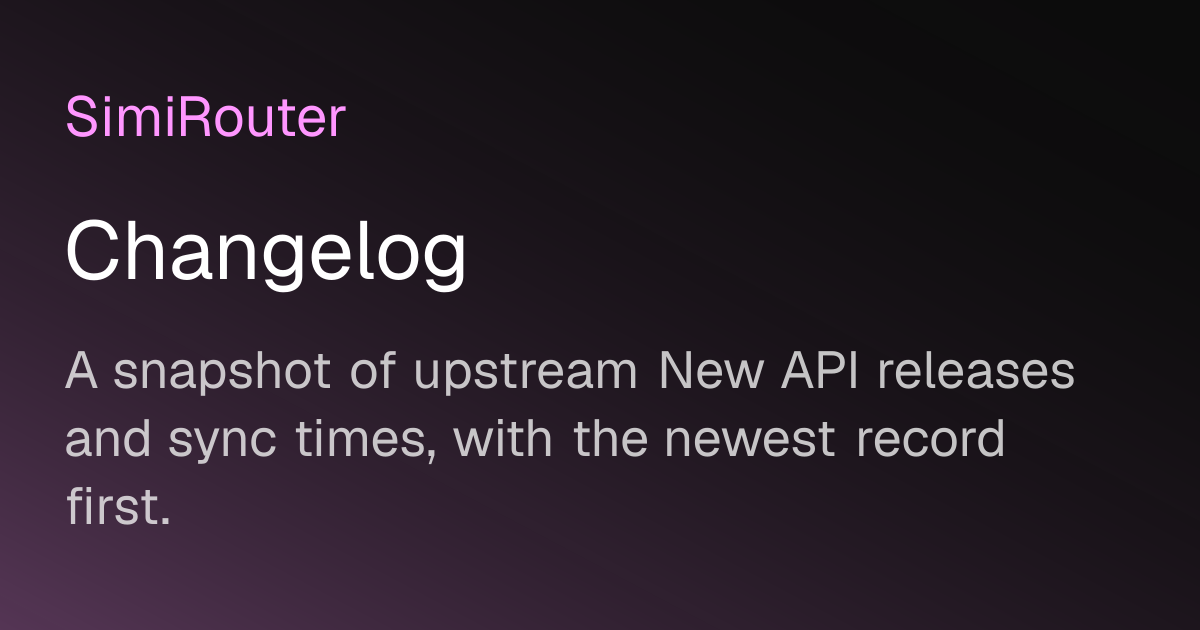 SimiRouter
Changelog
A snapshot of upstream New API releases
and sync times, with the newest record
first.